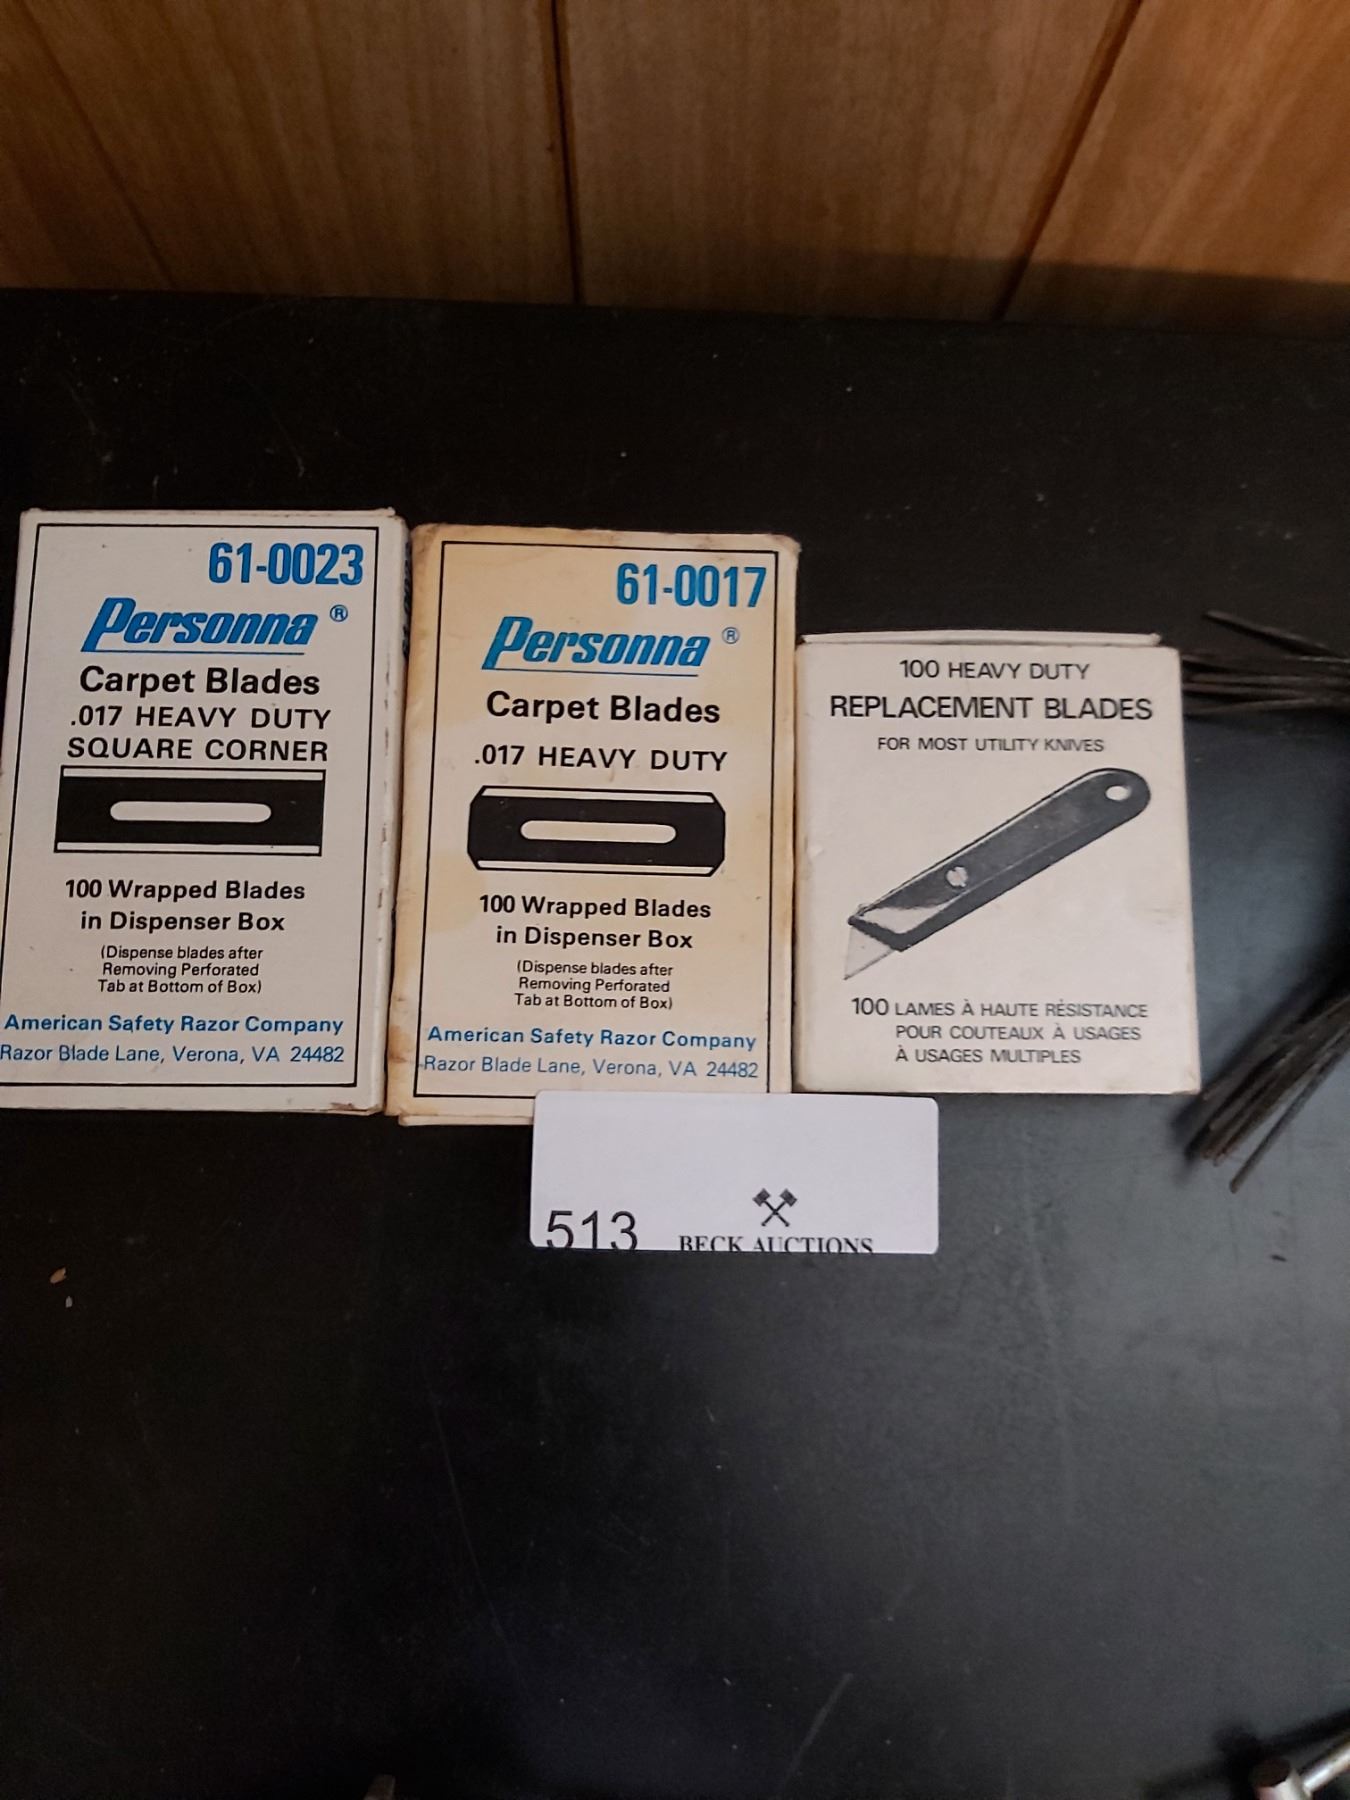 61-0023
Personna ®
Carpet Blades
.017 HEAVY DUTY
SQUARE CORNER
100 Wrapped Blades
in Dispenser Box
(Dispense blades after
Removing Perforated
Tab at Bottom of Box)
American Safety Razor Company
Razor Blade Lane, Verona, VA 24482
61-0017
Personna ®
Carpet Blades
.017 HEAVY DUTY
100 Wrapped Blades
in Dispenser Box
(Dispense blades after
Removing Perforated
Tab at Bottom of Box)
American Safety Razor Company
Razor Blade Lane, Verona, VA 24482
100 HEAVY DUTY
REPLACEMENT BLADES
FOR MOST UTILITY KNIVES
100 LAMES À HAUTE RÉSISTANCE
POUR COUTEAUX À USAGES
À USAGES MULTIPLES
513
BECK AUCTIONS